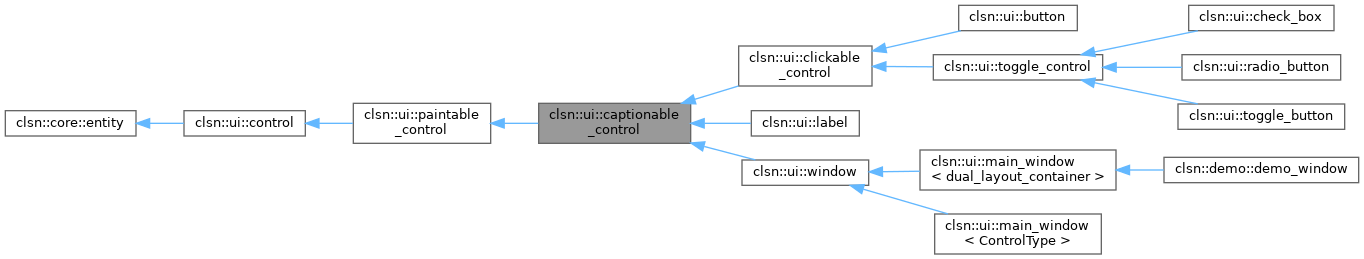 clsn::core::entity
clsn::ui::control
clsn::ui::paintable
_control
clsn::ui::captionable
_control
clsn::ui::clickable
_control
clsn::ui::button
clsn::ui::toggle_control
clsn::ui::check_box
clsn::ui::radio_button
clsn::ui::toggle_button
clsn::ui::label
clsn::ui::window
clsn::ui::main_window
< dual_layout_container >
clsn::demo::demo_window
clsn::ui::main_window
< ControlType >